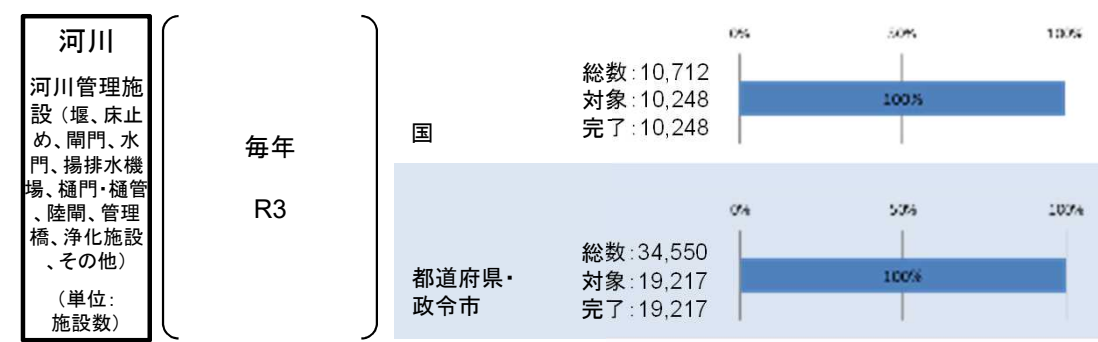 河川
河川管理施
設（堰、床止
め、閘門、水
門、揚排水機
場、樋門・樋管
、陸閘、管理
橋、浄化施設
、その他）
（単位：
施設数）
毎年
R3
国
総数：10,712
対象：10,248
完了：10,248
0% 50% 100%
100%
都道府県・
政令市
総数：34,550
対象：19,217
完了：19,217
0% 50% 100%
100%